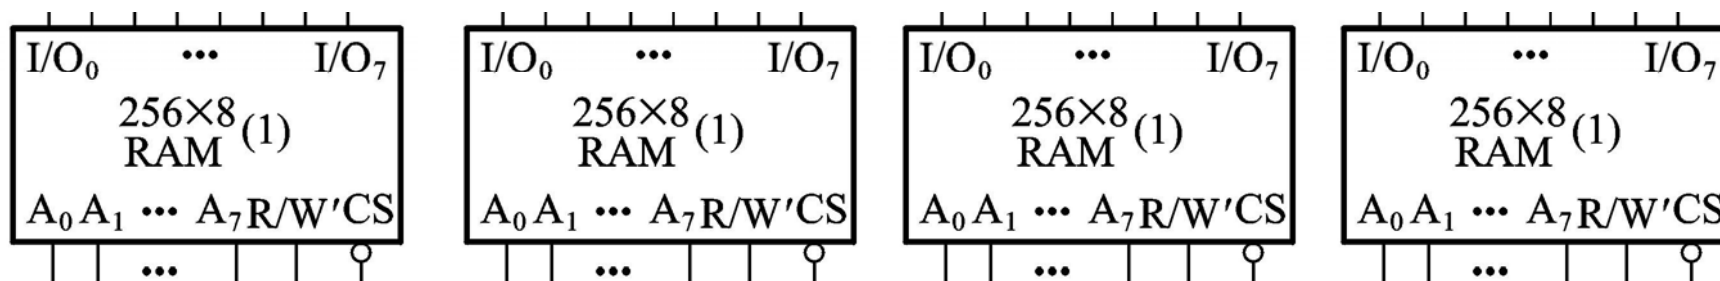 I/O₀ ••• I/O₇
256×8 (1)
RAM
A₀ A₁ ••• A₇ R/W′ CS
•••
I/O₀ ••• I/O₇
256×8 (1)
RAM
A₀ A₁ ••• A₇ R/W′ CS
•••
I/O₀ ••• I/O₇
256×8 (1)
RAM
A₀ A₁ ••• A₇ R/W′ CS
•••
I/O₀ ••• I/O₇
256×8 (1)
RAM
A₀ A₁ ••• A₇ R/W′ CS
•••